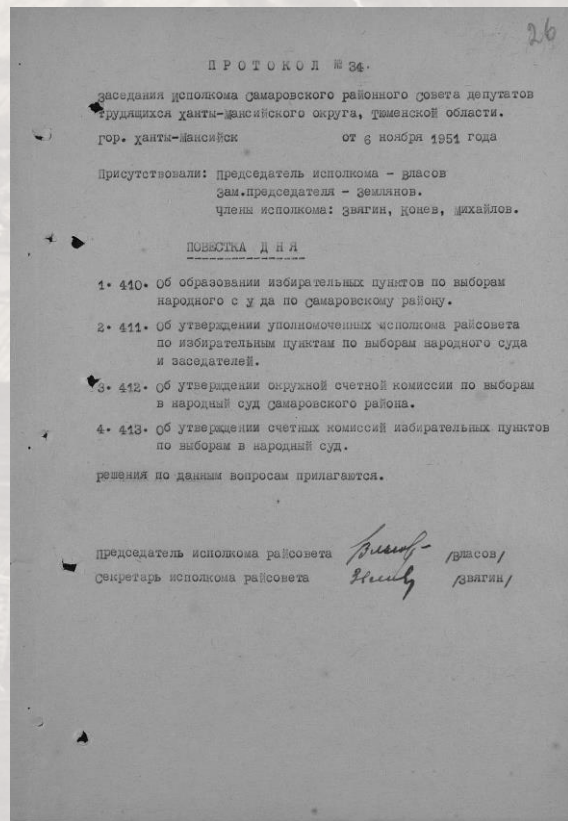 26
П Р О Т О К О Л № 34.
Заседания Исполкома Самаровского районного Совета депутатов
трудящихся Ханты-Мансийского округа, Тюменской области.
гор. Ханты-Мансийск от 6 ноября 1951 года
Присутствовали: Председатель исполкома - Власов
Зам.председателя - Землянов.
Члены исполкома: Звягин, Конев, Михайлов.
ПОВЕСТКА Д Н Я
1. 410. Об образовании избирательных пунктов по выборам
народного с у да по Самаровскому району.
2. 411. Об утверждении уполномоченных исполкома райсовета
по избирательным пунктам по выборам народного суда
и заседателей.
3. 412. Об утверждении окружной счетной комиссии по выборам
в народный суд Самаровского района.
4. 413. Об утверждении счетных комиссий избирательных пунктов
по выборам в народный суд.
решения по данным вопросам прилагаются.
Председатель исполкома райсовета /Власов/
Секретарь исполкома райсовета /Звягин/